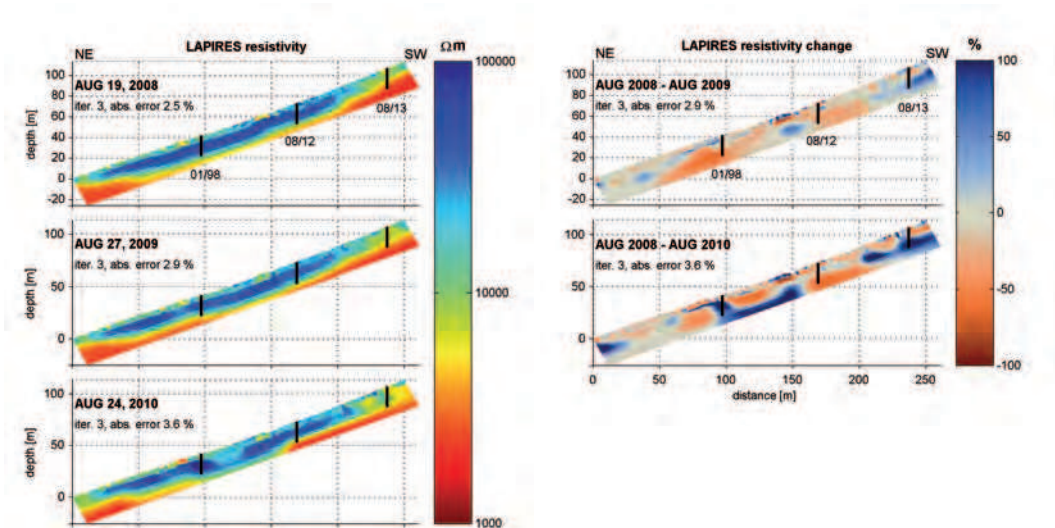 NE LAPIRES resistivity SW Ωm
AUG 19, 2008
iter. 3, abs. error 2.5 %
depth [m]
100
80
60
40
20
0
-20
01/98
08/12
08/13
AUG 27, 2009
iter. 3, abs. error 2.9 %
depth [m]
100
50
0
AUG 24, 2010
iter. 3, abs. error 3.6 %
depth [m]
100
50
0
100000
10000
1000
NE LAPIRES resistivity change SW %
AUG 2008 - AUG 2009
iter. 3, abs. error 2.9 %
100
80
60
40
20
0
-20
01/98
08/12
08/13
AUG 2008 - AUG 2010
iter. 3, abs. error 3.6 %
100
50
0
0 50 100 150 200 250
distance [m]
100
50
0
-50
-100